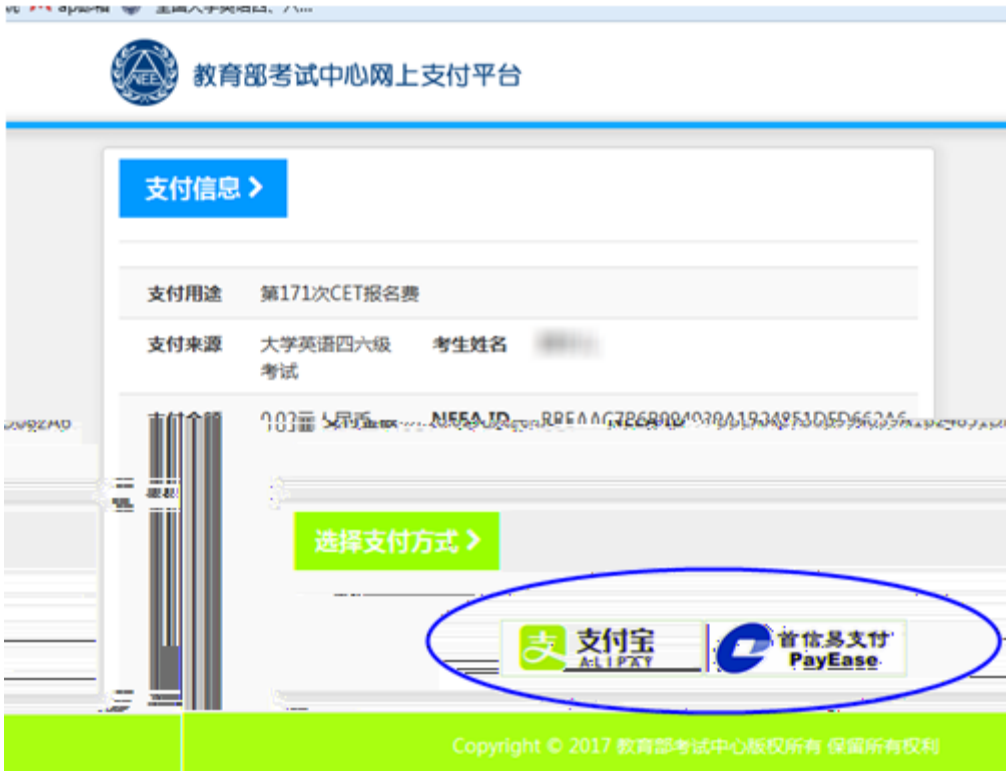 教育部考试中心网上支付平台
支付信息
支付用途 第171次CET报名费
支付来源 大学英语四六级 考生姓名
考试
选择支付方式
支付宝 首信易支付
ALIPAY PayEase
Copyright © 2017 教育部考试中心版权所有 保留所有权利